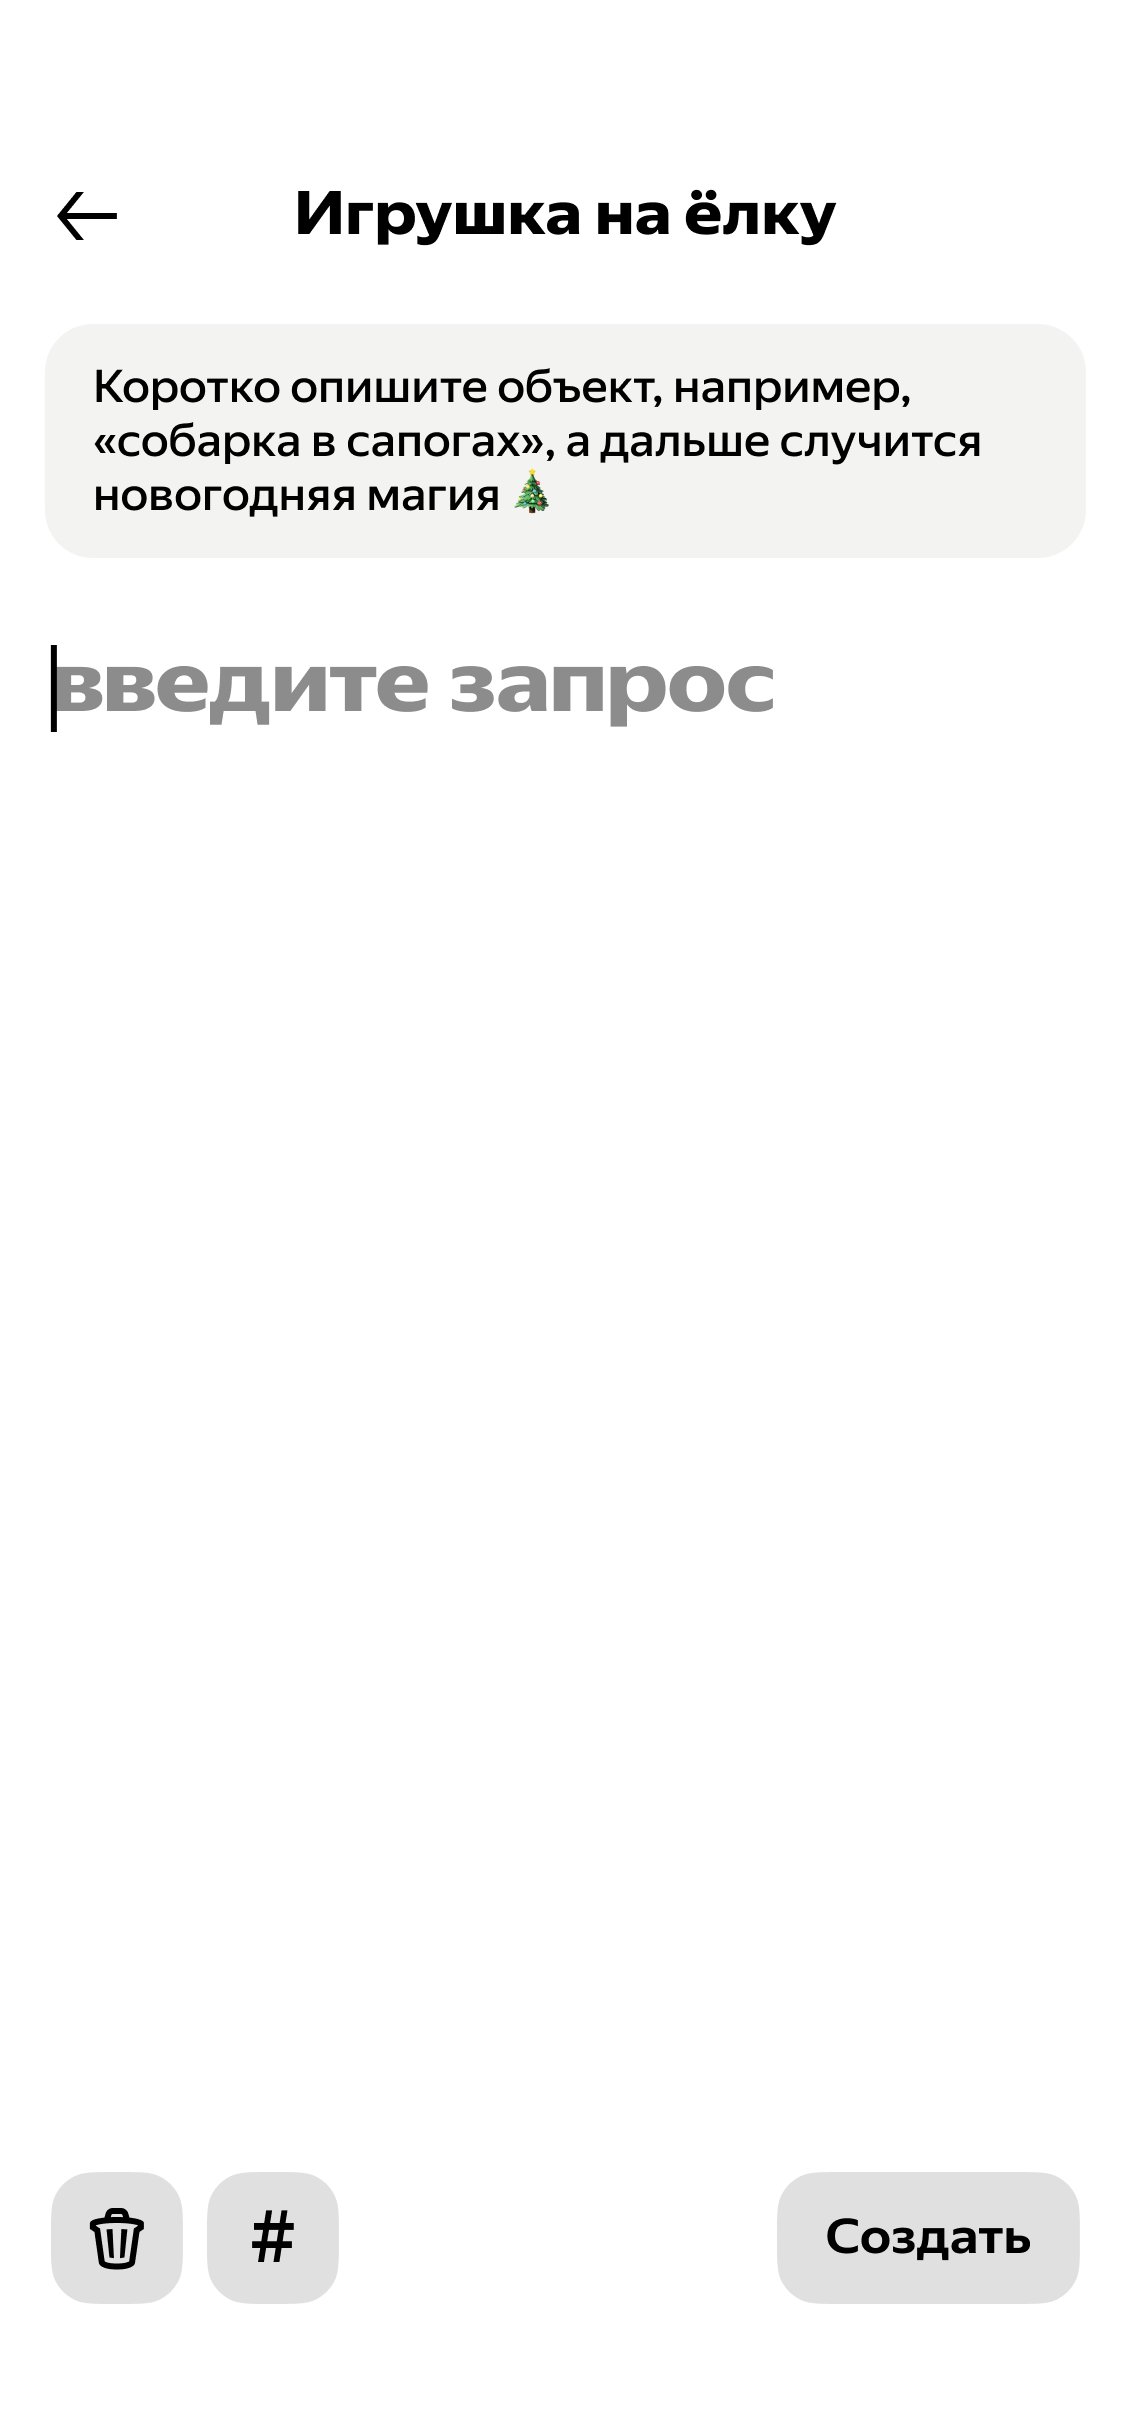 Игрушка на ёлку
Коротко опишите объект, например,
«собарка в сапогах», а дальше случится
новогодняя магия 🎄
введите запрос
#
Создать